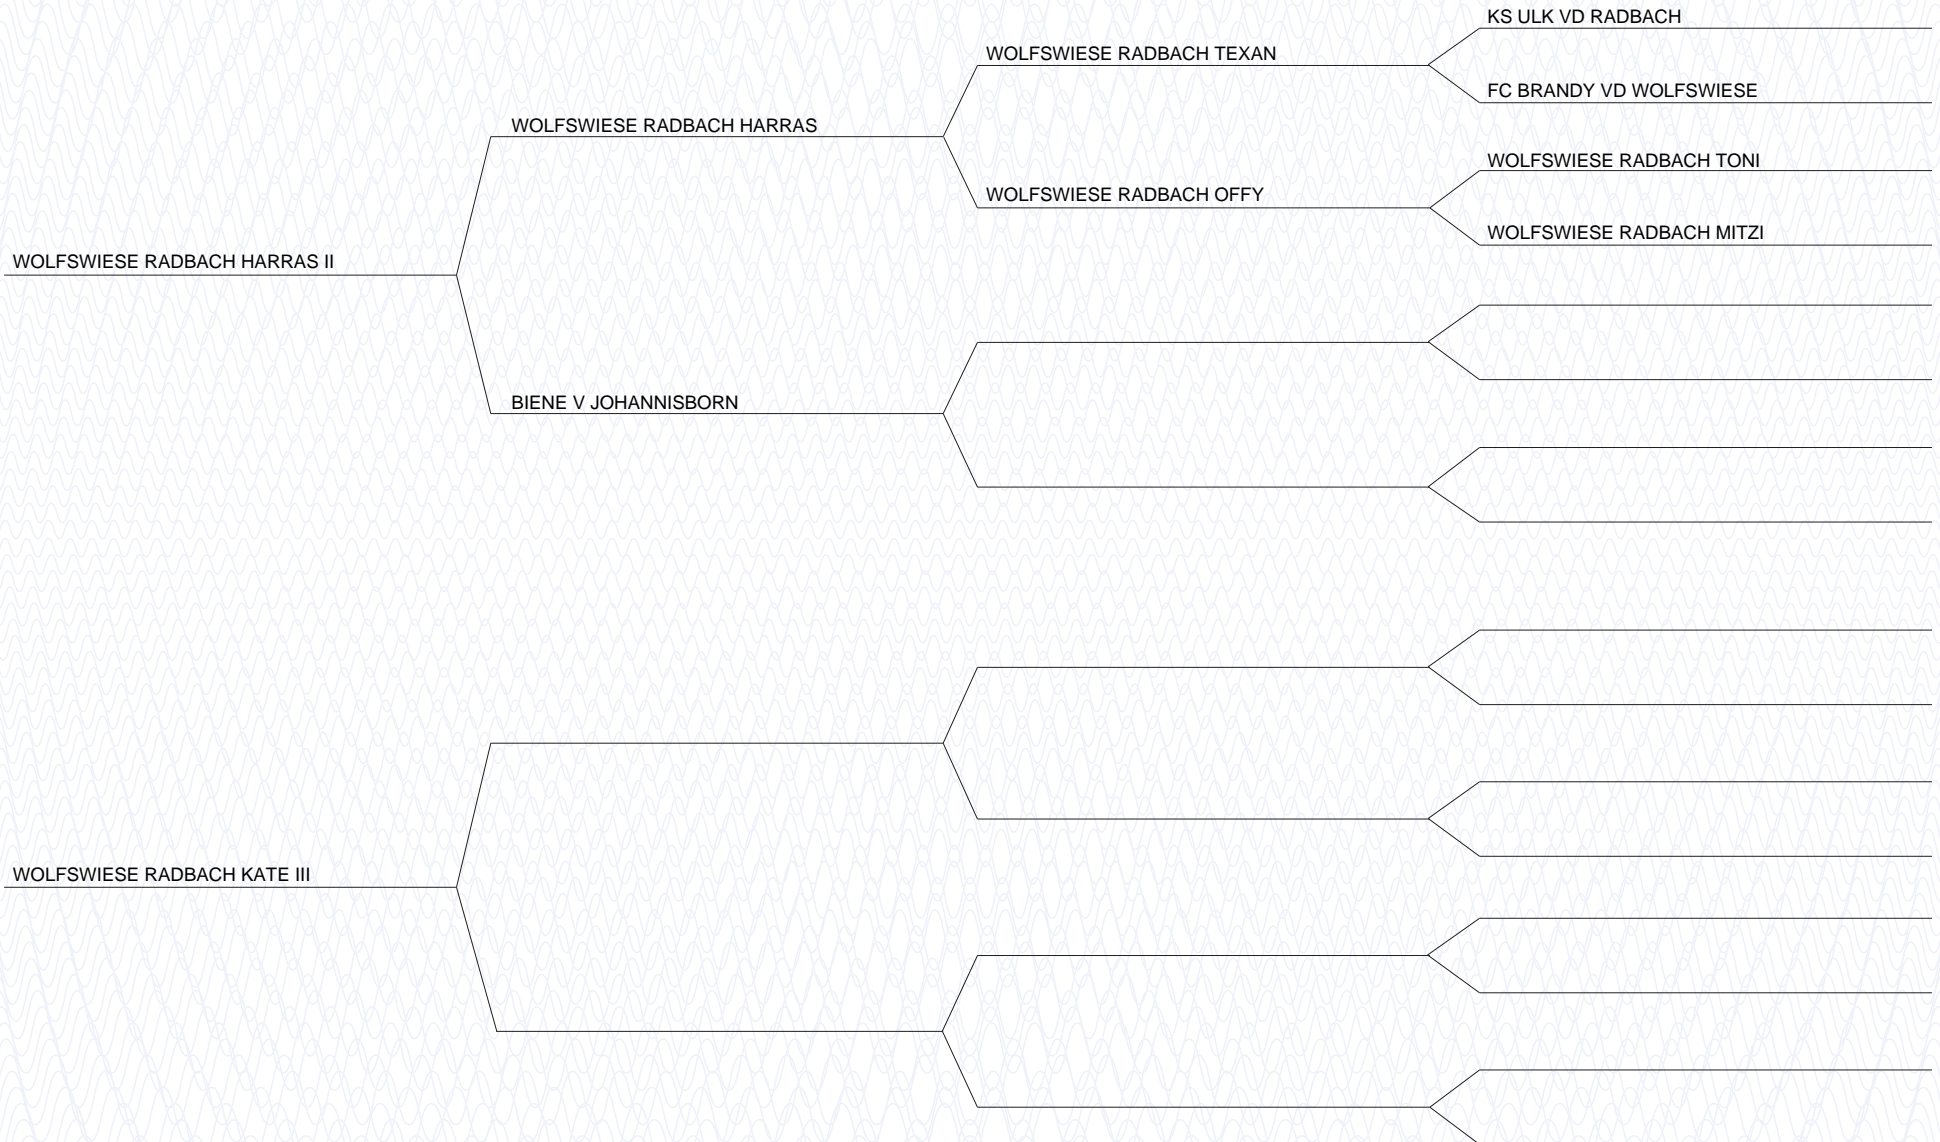 KS ULK VD RADBACH
WOLFSWIESE RADBACH TEXAN
FC BRANDY VD WOLFSWIESE
WOLFSWIESE RADBACH HARRAS
WOLFSWIESE RADBACH TONI
WOLFSWIESE RADBACH OFFY
WOLFSWIESE RADBACH MITZI
WOLFSWIESE RADBACH HARRAS II
BIENE V JOHANNISBORN
WOLFSWIESE RADBACH KATE III